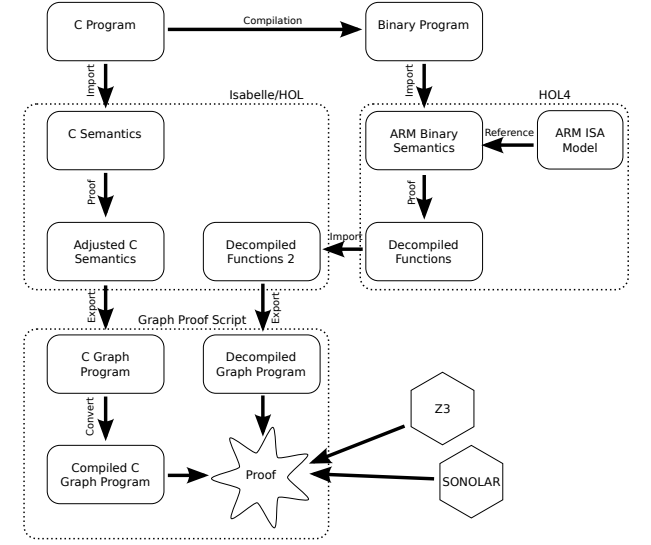 C Program
Compilation
Binary Program
Import
Import
Isabelle/HOL
HOL4
C Semantics
ARM Binary
Semantics
Reference
ARM ISA
Model
Proof
Proof
Adjusted C
Semantics
Decompiled
Functions 2
Import
Decompiled
Functions
Export
Export
Graph Proof Script
C Graph
Program
Decompiled
Graph Program
Convert
Z3
Compiled C
Graph Program
Proof
SONOLAR